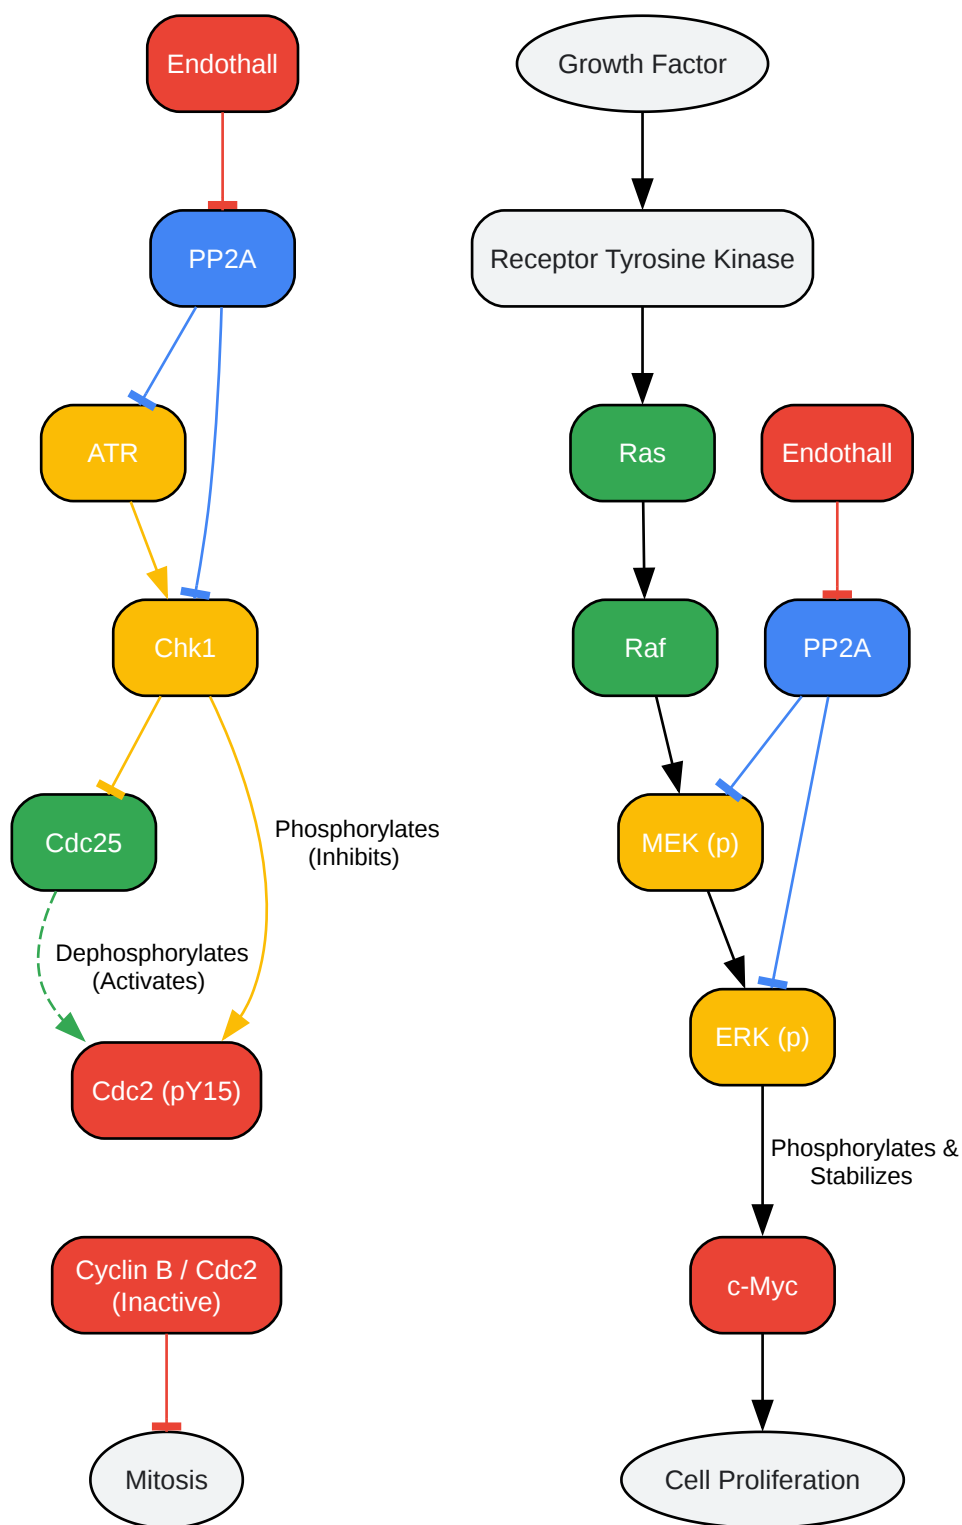 Endothall
PP2A
ATR
Chk1
Phosphorylates
(Inhibits)
Cdc25
Dephosphorylates
(Activates)
Cdc2 (pY15)
Cyclin B / Cdc2
(Inactive)
Mitosis
Growth Factor
Receptor Tyrosine Kinase
Ras
Endothall
Raf
PP2A
MEK (p)
ERK (p)
Phosphorylates &
Stabilizes
c-Myc
Cell Proliferation